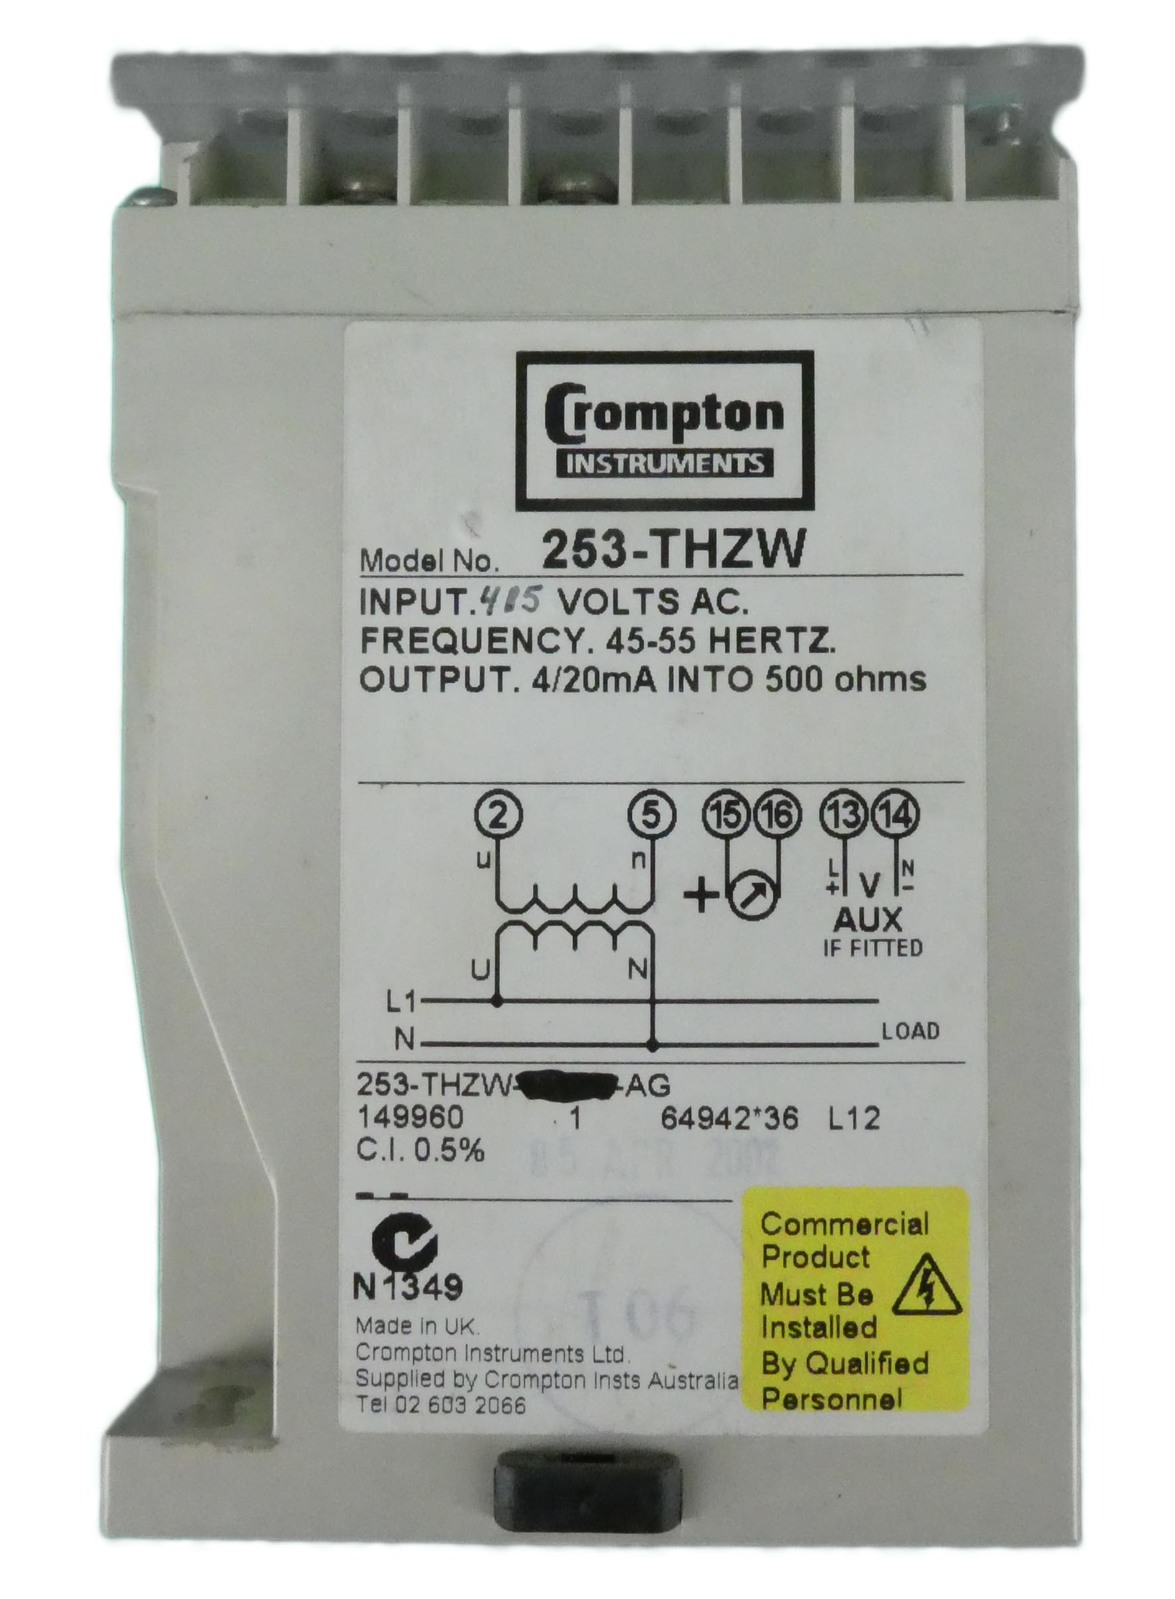 Crompton
INSTRUMENTS
Model No. 253-THZW
INPUT. 415 VOLTS AC.
FREQUENCY. 45-55 HERTZ.
OUTPUT. 4/20mA INTO 500 ohms
2 5 15 16 13 14
u n L N
+ + V -
AUX
IF FITTED
U N
L1
N LOAD
253-THZW- -AG
149960 1 64942*36 L12
C.I. 0.5%
APR 2002
N1349
T 06
Made in UK.
Crompton Instruments Ltd.
Supplied by Crompton Insts Australia
Tel 02 603 2066
Commercial
Product
Must Be
Installed
By Qualified
Personnel